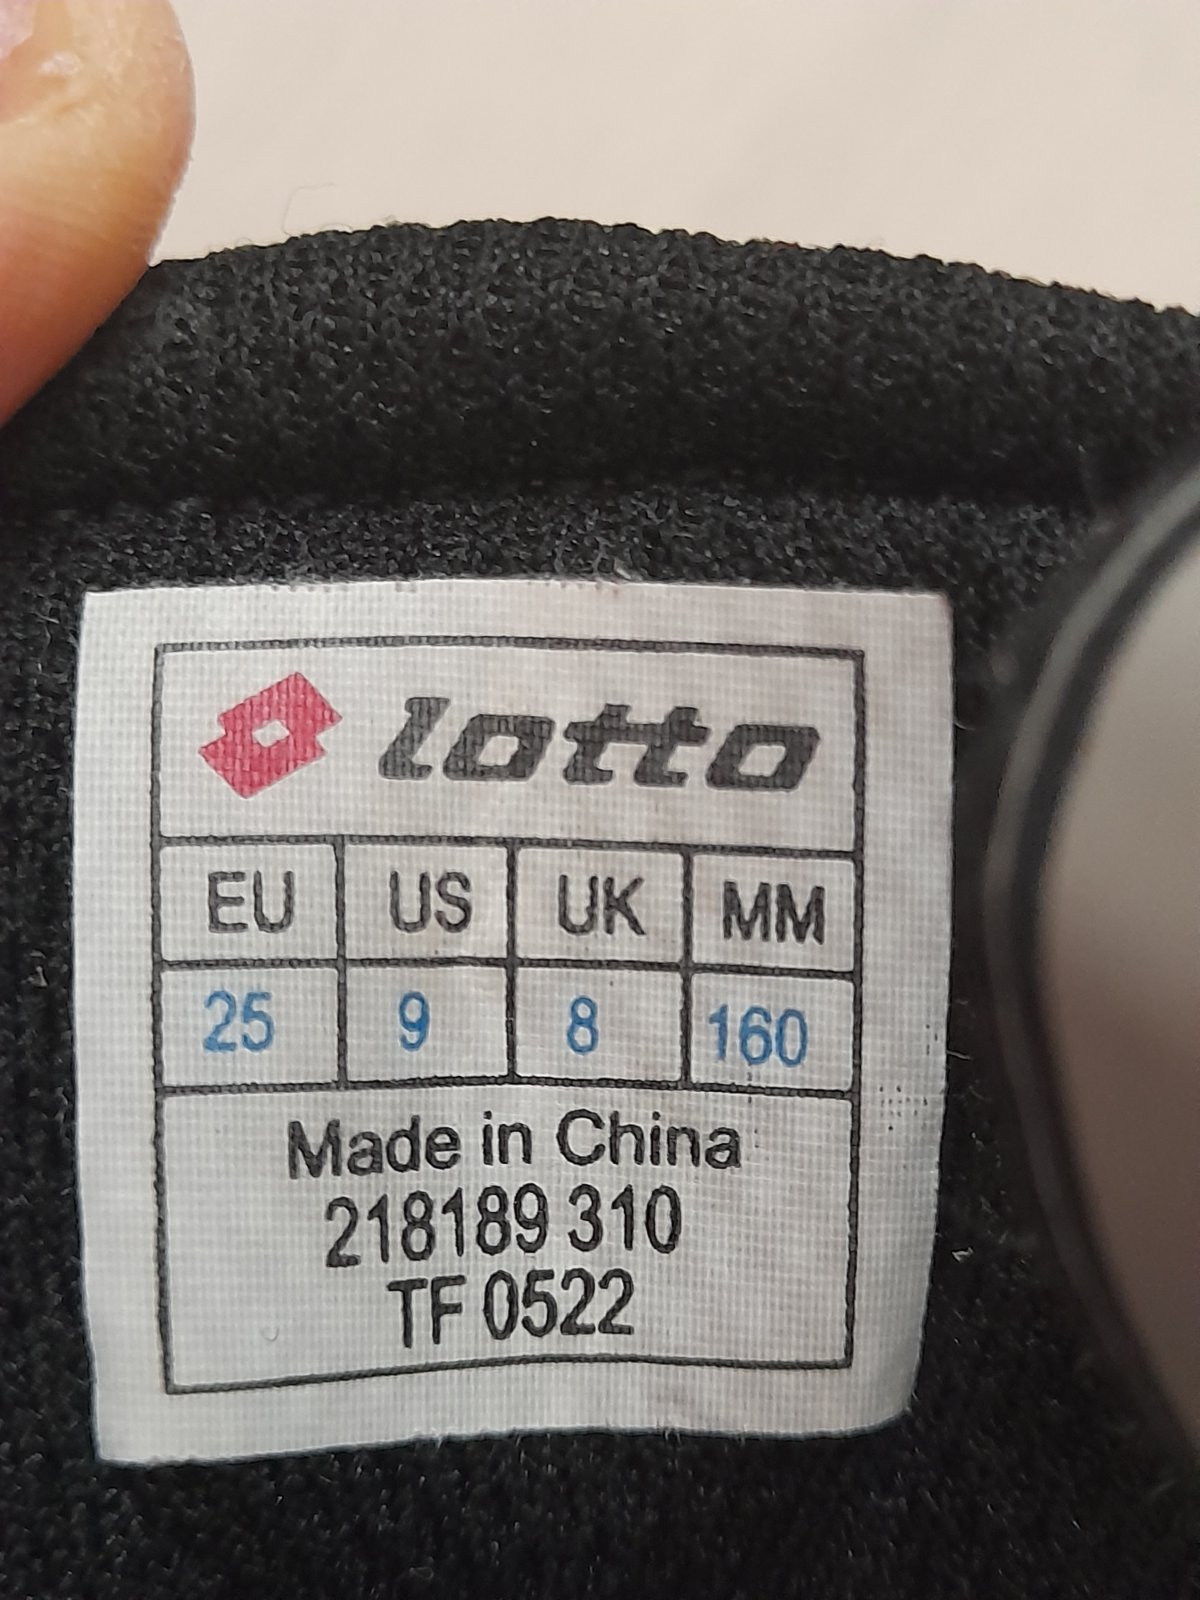 lotto
EU US UK MM
25 9 8 160
Made in China
218189 310
TF 0522